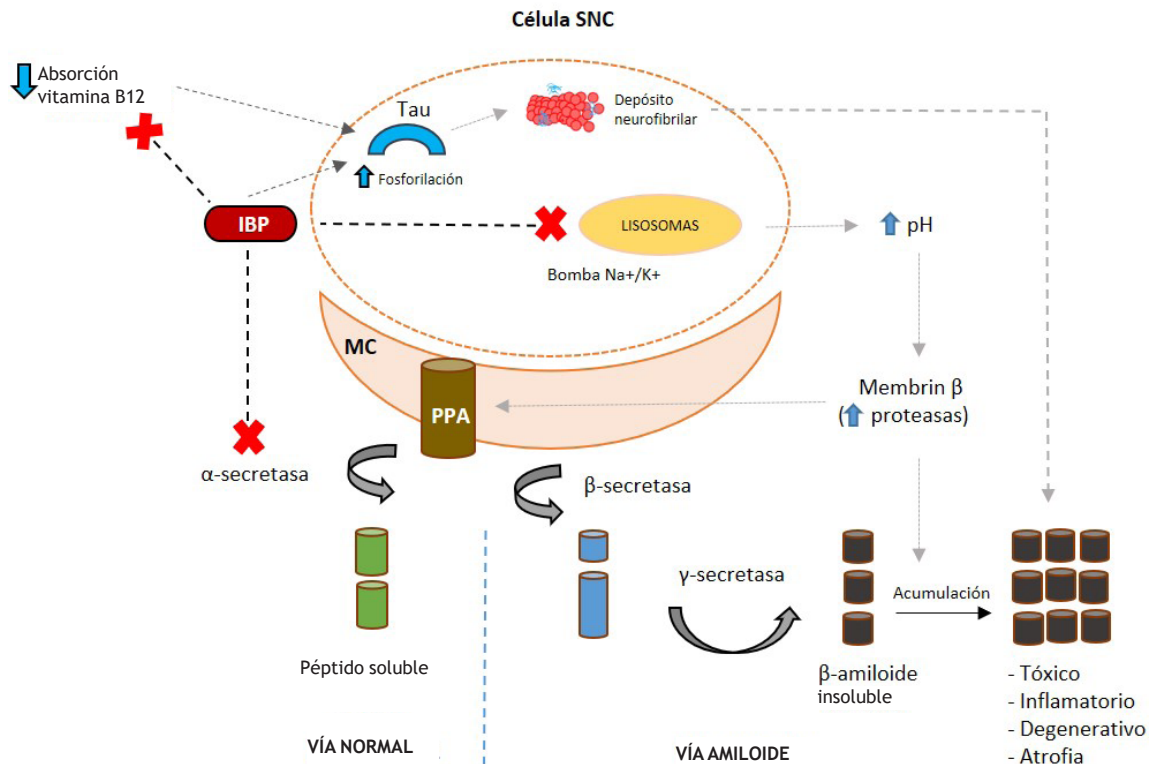 Célula SNC
Absorción
vitamina B12
Tau
Depósito
neurofibrilar
Fosforilación
IBP
LISOSOMAS
pH
Bomba Na+/K+
MC
PPA
Membrin β
( proteasas)
α-secretasa
β-secretasa
γ-secretasa
Acumulación
Péptido soluble
β-amiloide
insoluble
- Tóxico
- Inflamatorio
- Degenerativo
- Atrofia
VÍA NORMAL
VÍA AMILOIDE